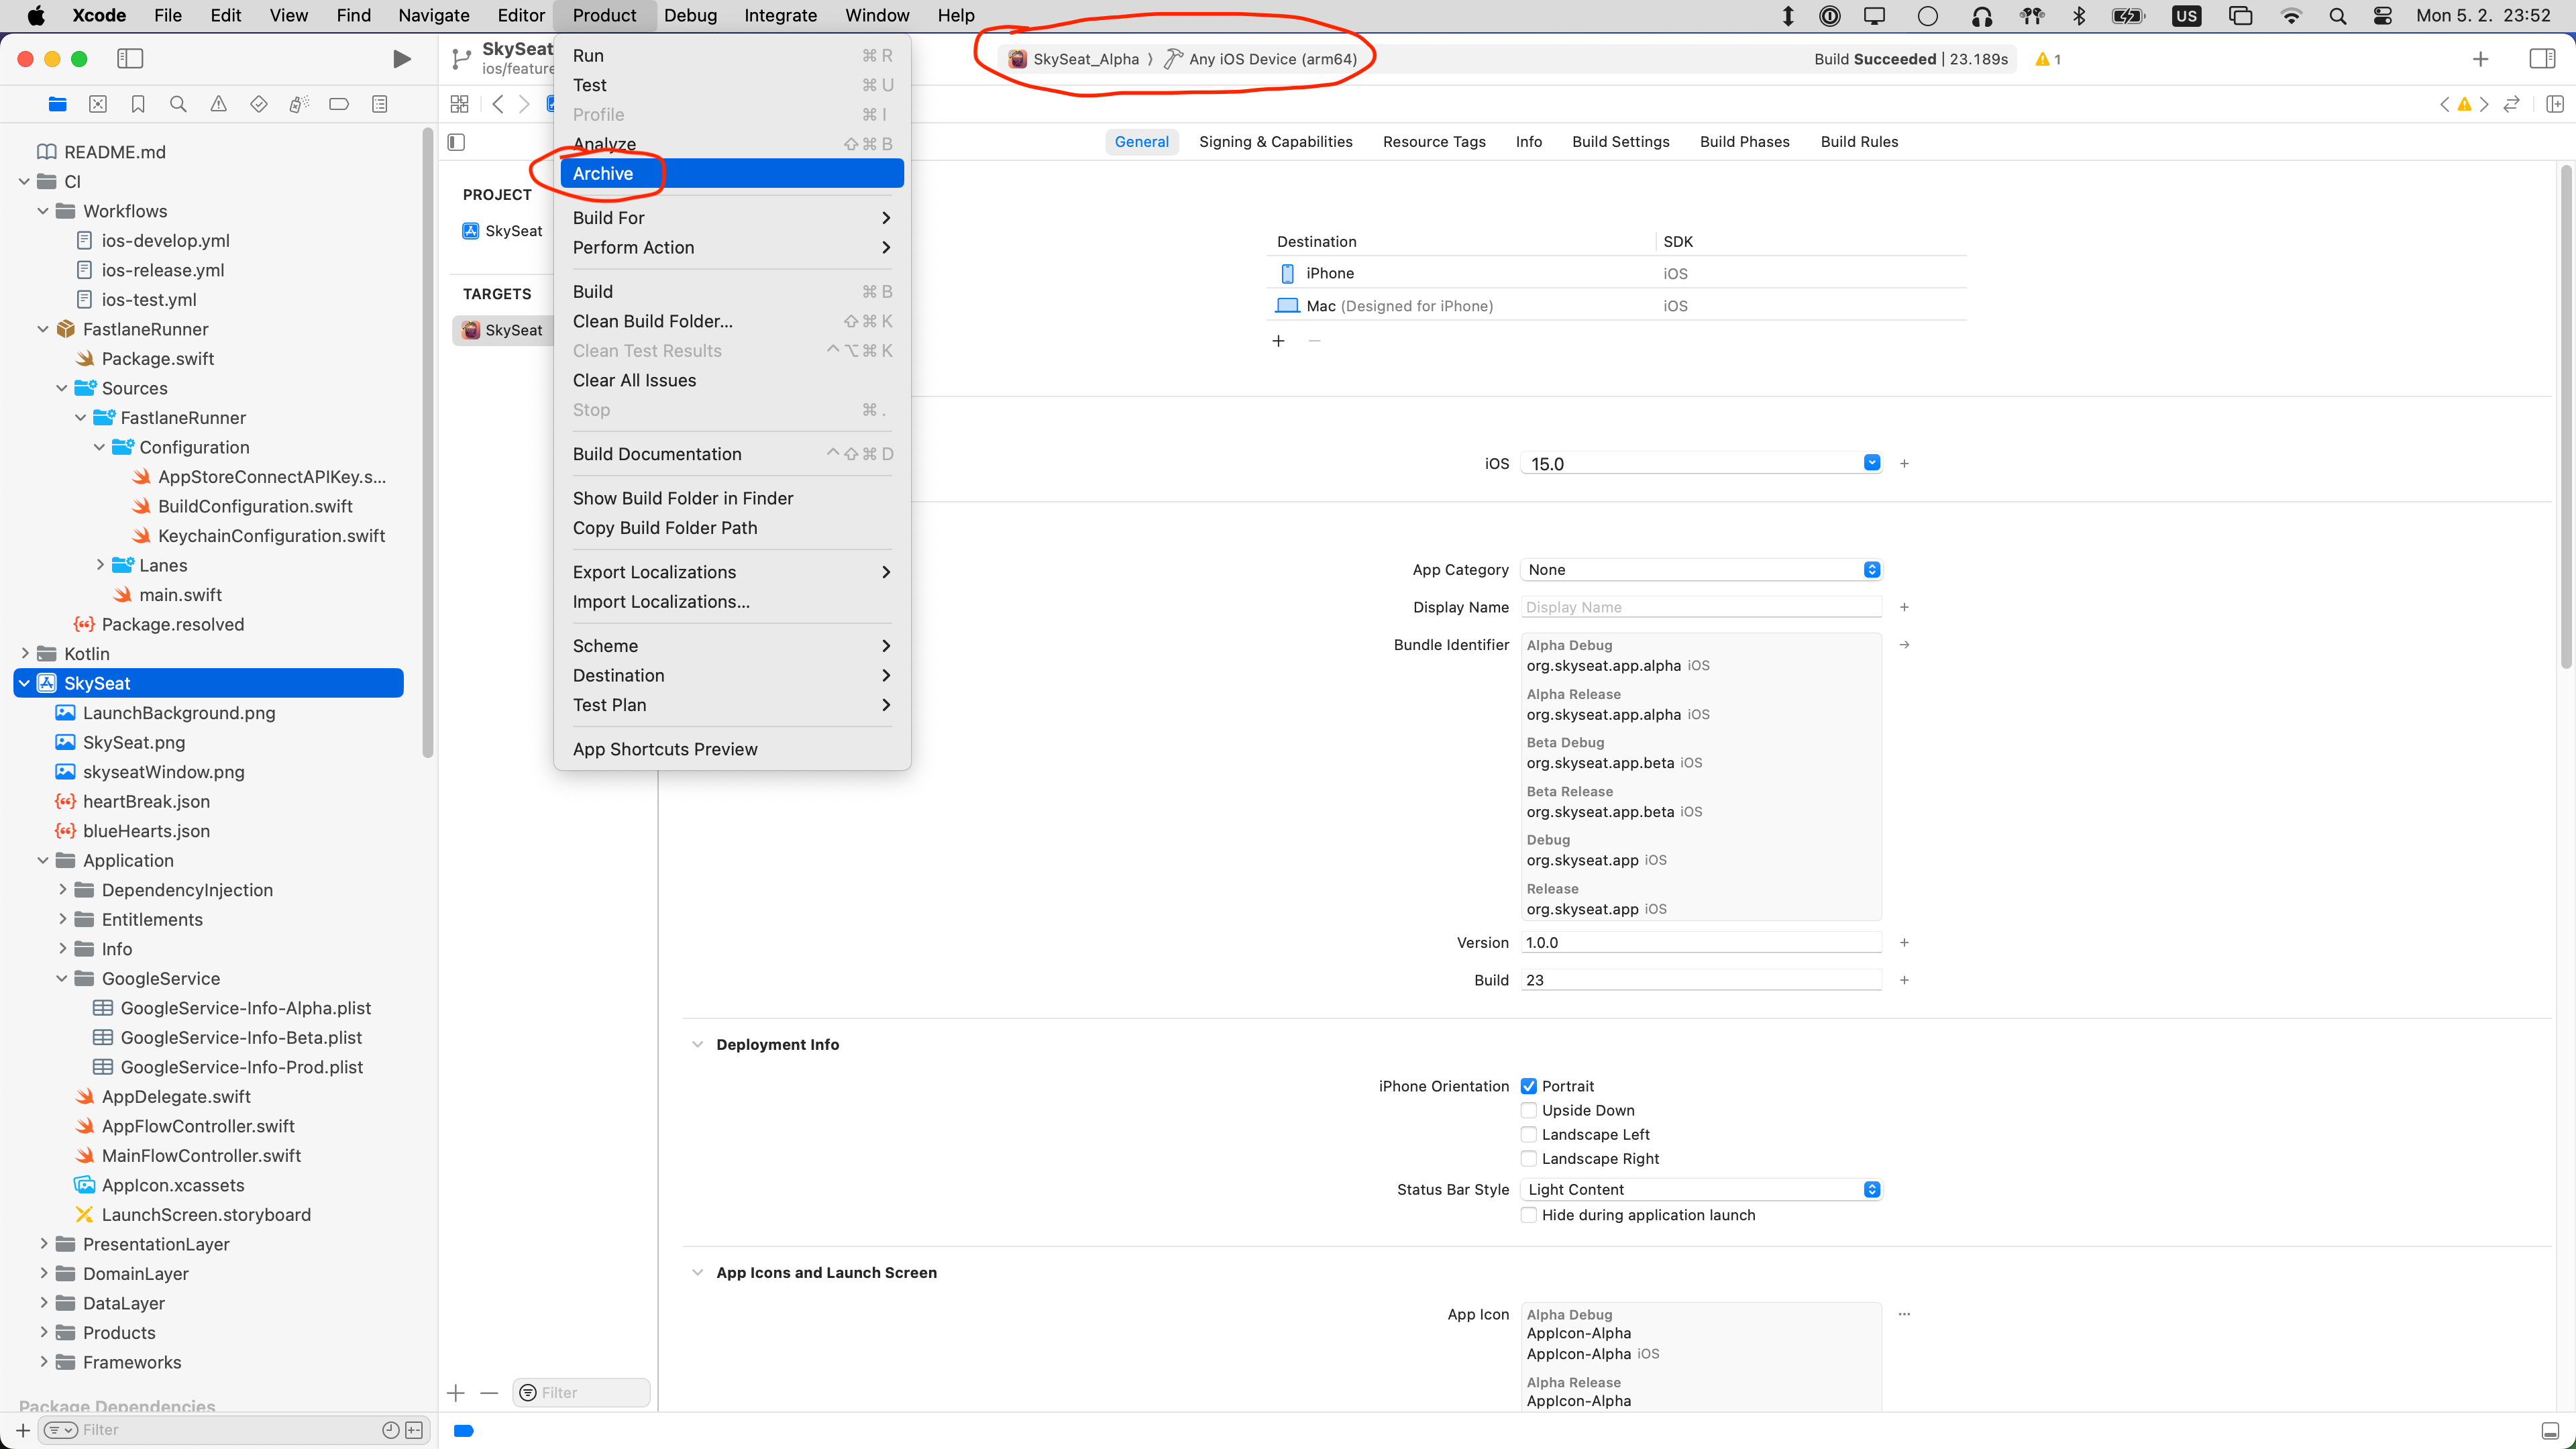 Xcode File Edit View Find Navigate Editor Product Debug Integrate Window Help US Mon 5. 2. 23:52
SkySeat
ios/feature
SkySeat_Alpha ⟩ Any iOS Device (arm64)
Build Succeeded | 23.189s
1
General Signing & Capabilities Resource Tags Info Build Settings Build Phases Build Rules
README.md
CI
Workflows
ios-develop.yml
ios-release.yml
ios-test.yml
FastlaneRunner
Package.swift
Sources
FastlaneRunner
Configuration
AppStoreConnectAPIKey.s...
BuildConfiguration.swift
KeychainConfiguration.swift
Lanes
main.swift
Package.resolved
Kotlin
SkySeat
LaunchBackground.png
SkySeat.png
skyseatWindow.png
heartBreak.json
blueHearts.json
Application
DependencyInjection
Entitlements
Info
GoogleService
GoogleService-Info-Alpha.plist
GoogleService-Info-Beta.plist
GoogleService-Info-Prod.plist
AppDelegate.swift
AppFlowController.swift
MainFlowController.swift
AppIcon.xcassets
LaunchScreen.storyboard
PresentationLayer
DomainLayer
DataLayer
Products
Frameworks
Package Dependencies
Filter
PROJECT
SkySeat
TARGETS
SkySeat
Filter
Run ⌘ R
Test ⌘ U
Profile ⌘ I
Analyze ⇧ ⌘ B
Archive
Build For
Perform Action
Build ⌘ B
Clean Build Folder... ⇧ ⌘ K
Clean Test Results ^ ⌥ ⌘ K
Clear All Issues
Stop ⌘ .
Build Documentation ^ ⇧ ⌘ D
Show Build Folder in Finder
Copy Build Folder Path
Export Localizations
Import Localizations...
Scheme
Destination
Test Plan
App Shortcuts Preview
Destination SDK
iPhone iOS
Mac (Designed for iPhone) iOS
iOS 15.0
App Category None
Display Name Display Name
Bundle Identifier Alpha Debug
org.skyseat.app.alpha iOS
Alpha Release
org.skyseat.app.alpha iOS
Beta Debug
org.skyseat.app.beta iOS
Beta Release
org.skyseat.app.beta iOS
Debug
org.skyseat.app iOS
Release
org.skyseat.app iOS
Version 1.0.0
Build 23
Deployment Info
iPhone Orientation Portrait
Upside Down
Landscape Left
Landscape Right
Status Bar Style Light Content
Hide during application launch
App Icons and Launch Screen
App Icon Alpha Debug
AppIcon-Alpha
AppIcon-Alpha iOS
Alpha Release
AppIcon-Alpha